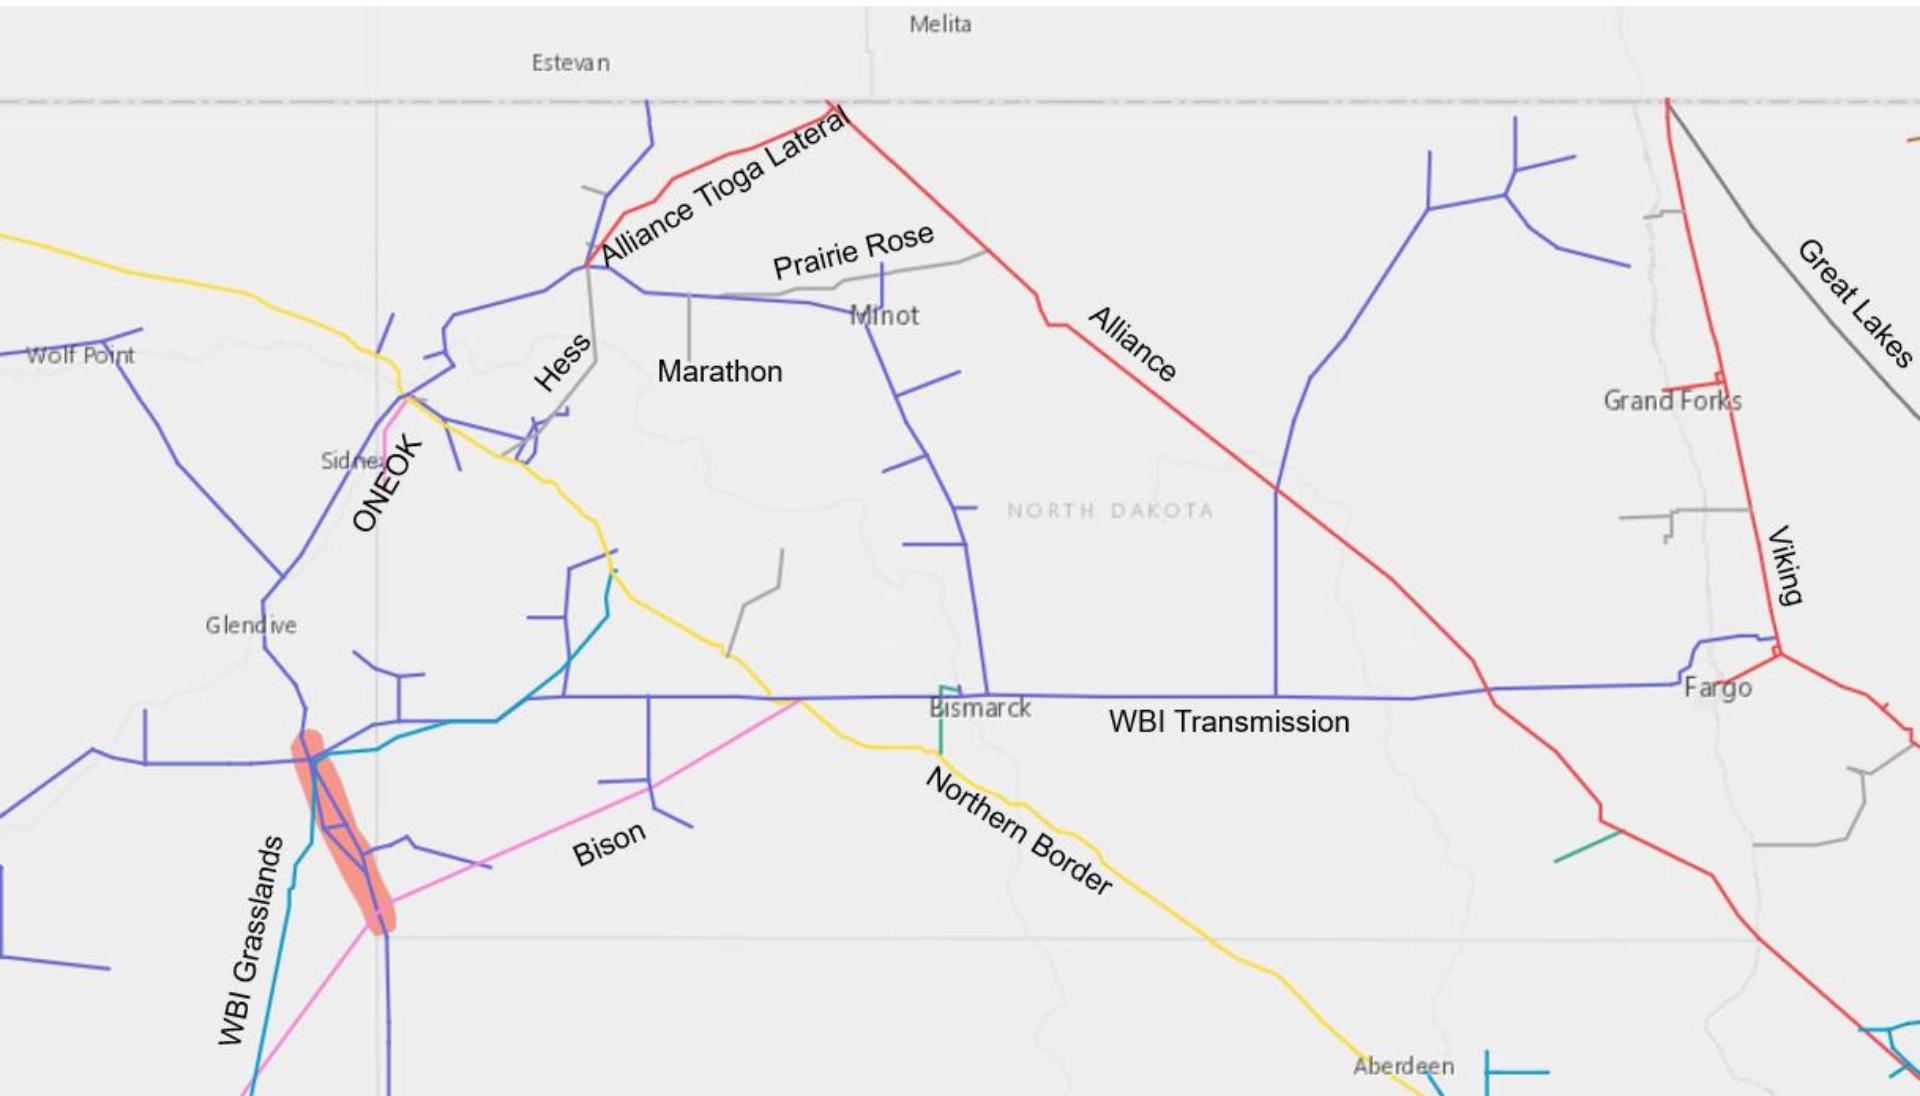 Melita
Estevan
Alliance Tioga Lateral
Prairie Rose
Great Lakes
Minot
Wolf Point
Hess
Marathon
Alliance
Grand Forks
Sidney
ONEOK
NORTH DAKOTA
Viking
Glendive
Fargo
Bismarck
WBI Transmission
Northern Border
Bison
WBI Grasslands
Aberdeen